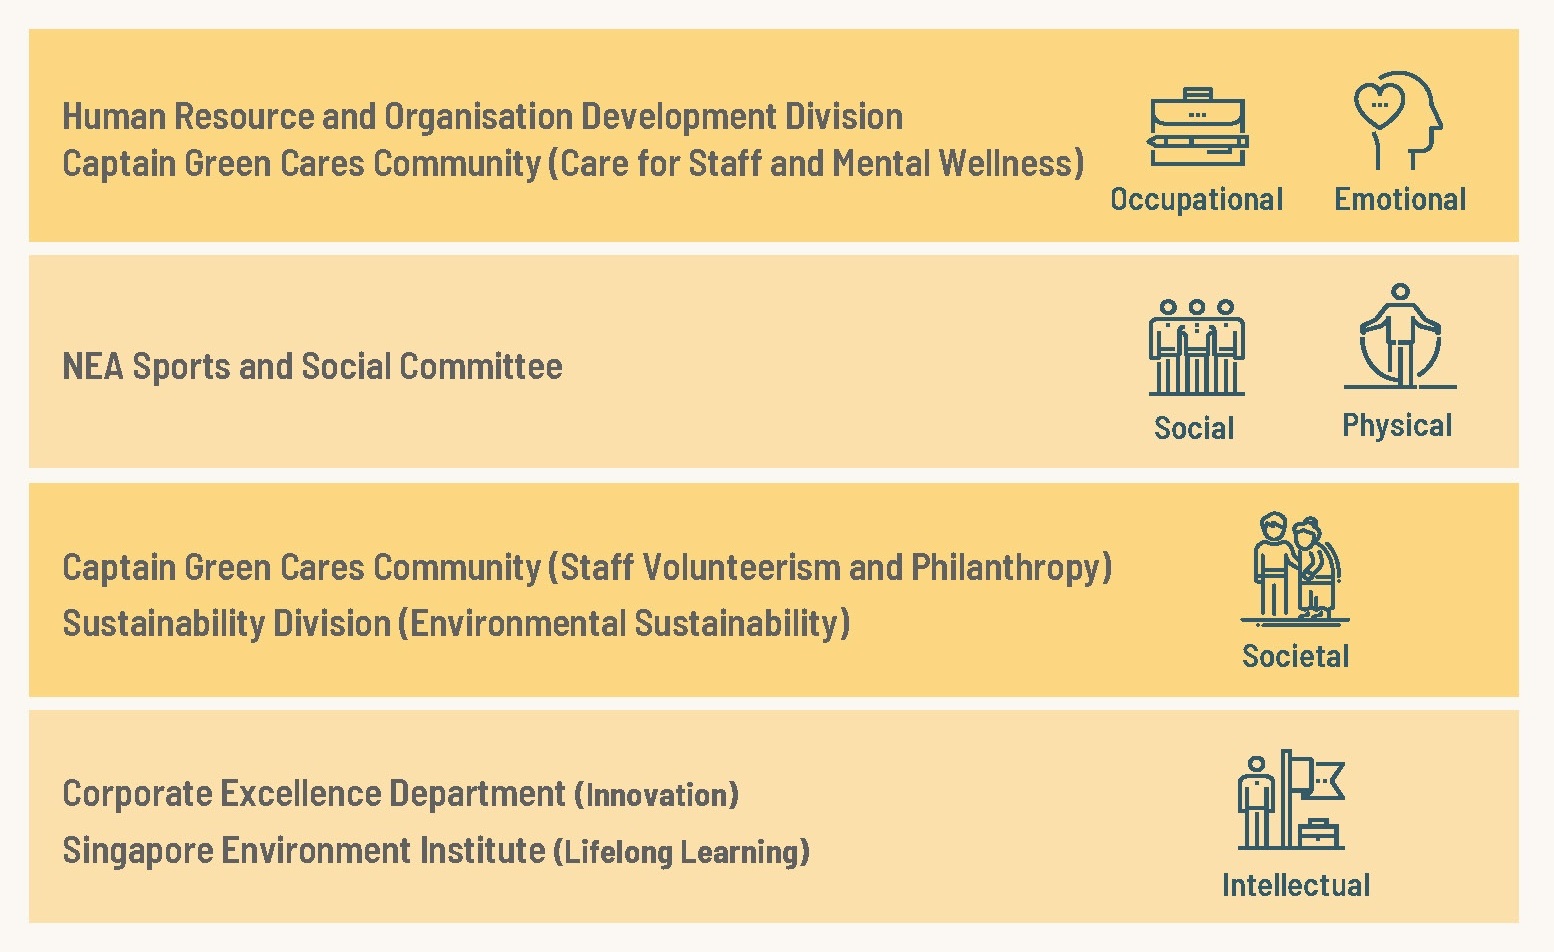 Human Resource and Organisation Development Division
Captain Green Cares Community (Care for Staff and Mental Wellness)
Occupational
Emotional
NEA Sports and Social Committee
Social
Physical
Captain Green Cares Community (Staff Volunteerism and Philanthropy)
Sustainability Division (Environmental Sustainability)
Societal
Corporate Excellence Department (Innovation)
Singapore Environment Institute (Lifelong Learning)
Intellectual